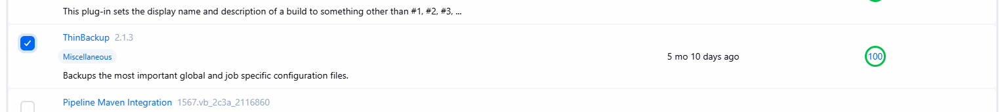 This plug-in sets the display name and description of a build to something other than #1, #2, #3, ...
ThinBackup 2.1.3
Miscellaneous
5 mo 10 days ago
100
Backups the most important global and job specific configuration files.
Pipeline Maven Integration 1567.vb_2c3a_2116860